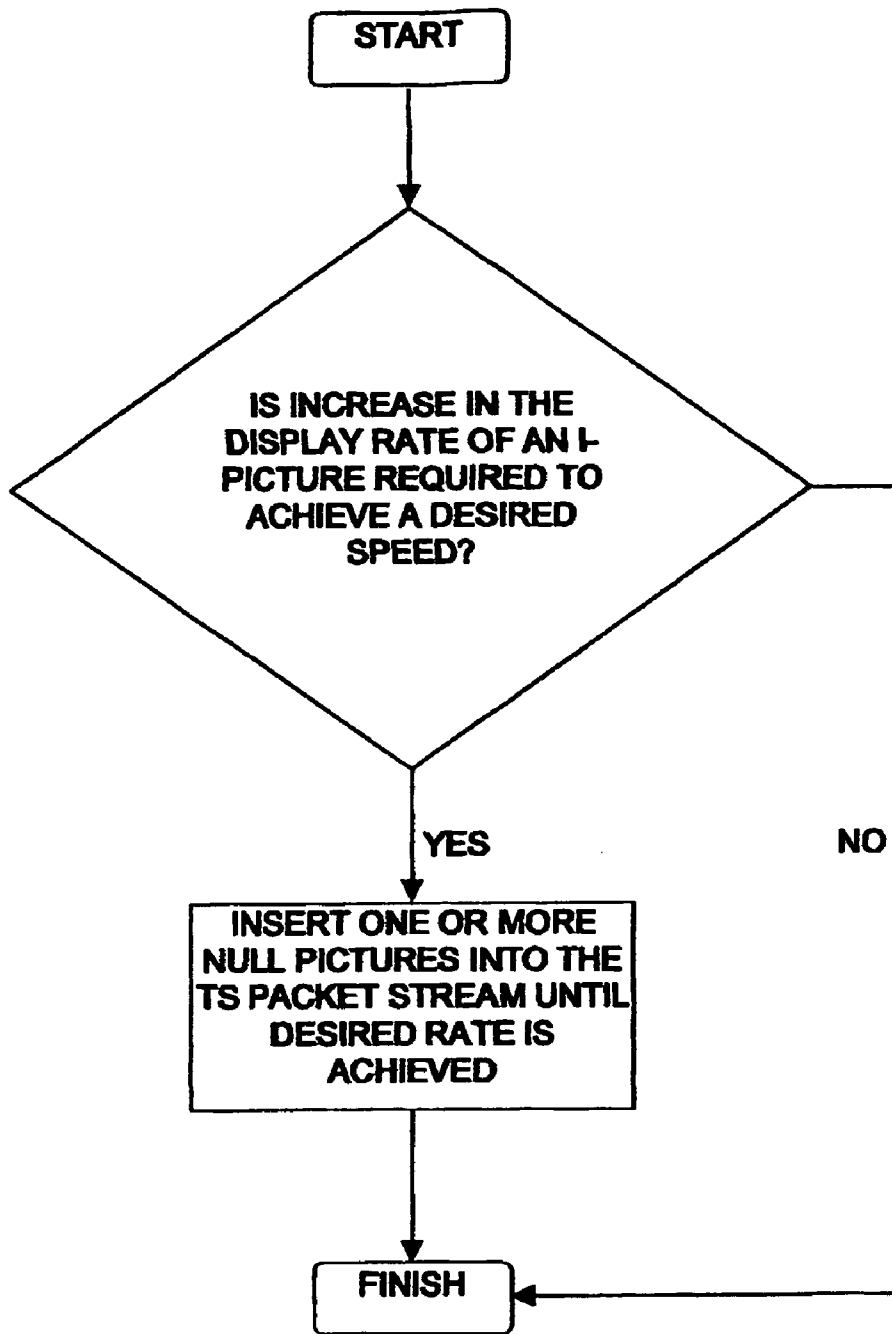 START
IS INCREASE IN THE
DISPLAY RATE OF AN I-
PICTURE REQUIRED TO
ACHIEVE A DESIRED
SPEED?
YES
NO
INSERT ONE OR MORE
NULL PICTURES INTO THE
TS PACKET STREAM UNTIL
DESIRED RATE IS
ACHIEVED
FINISH